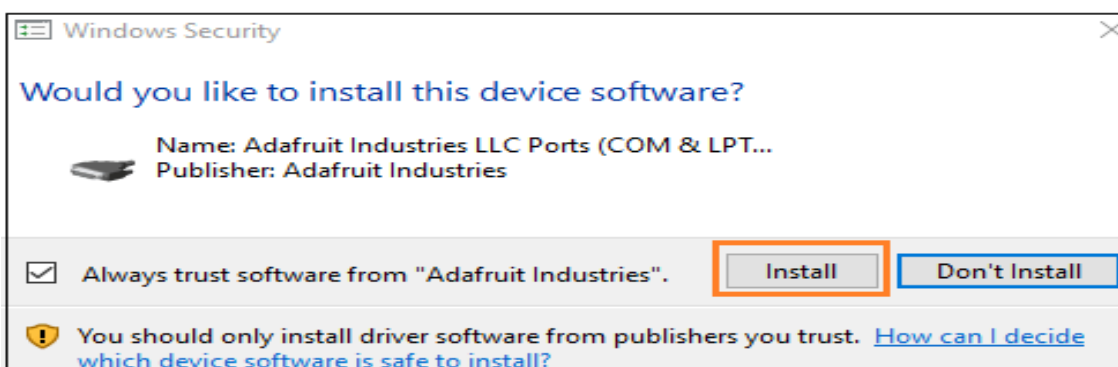 Windows Security
Would you like to install this device software?
Name: Adafruit Industries LLC Ports (COM & LPT...
Publisher: Adafruit Industries
Always trust software from "Adafruit Industries".
Install
Don't Install
You should only install driver software from publishers you trust. How can I decide
which device software is safe to install?